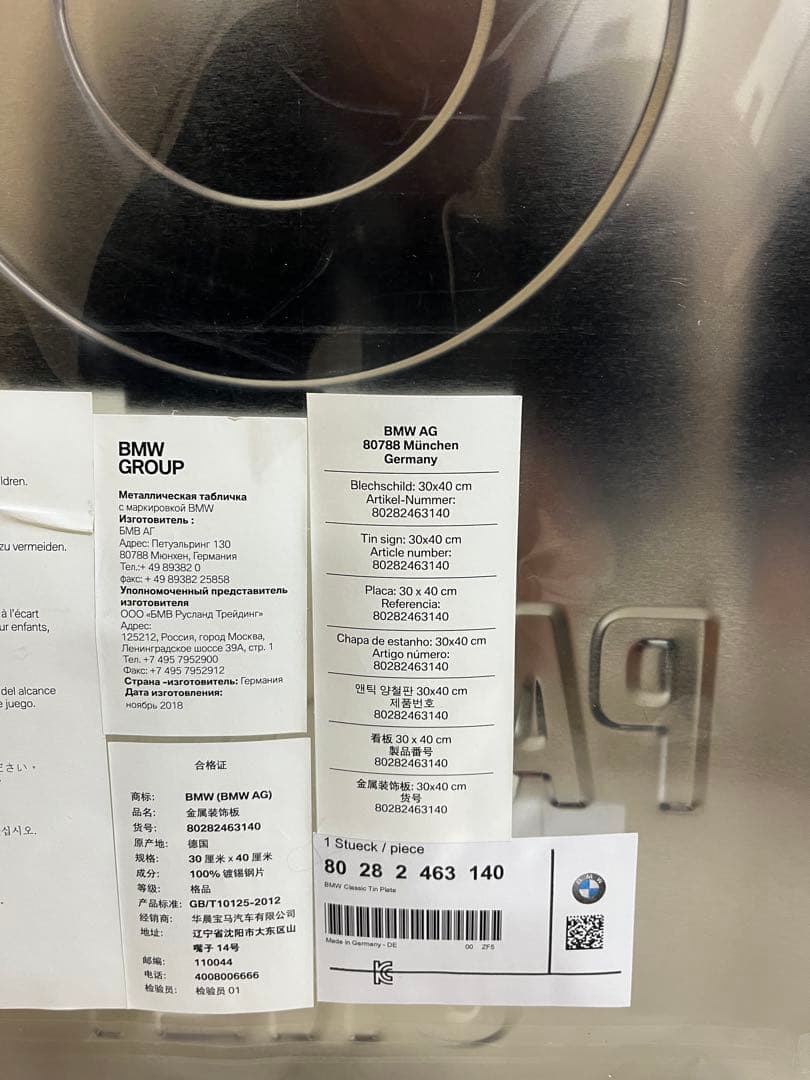 ldren.
zu vermeiden.
à l'écart
ur enfants,
del alcance
e juego.
ださい・
십시오.
BMW
GROUP
Металлическая табличка
с маркировкой BMW
Изготовитель :
БМВ АГ
Адрес: Петуэльринг 130
80788 Мюнхен, Германия
Тел.:+ 49 89382 0
факс: + 49 89382 25858
Уполномоченный представитель
изготовителя
ООО «БМВ Русланд Трейдинг»
Адрес:
125212, Россия, город Москва,
Ленинградское шоссе 39А, стр. 1
Тел. +7 495 7952900
Факс: +7 495 7952912
Страна -изготовитель: Германия
Дата изготовления:
ноябрь 2018
合格证
商标: BMW (BMW AG)
品名: 金属装饰板
货号: 80282463140
原产地: 德国
规格: 30 厘米 x 40 厘米
成分: 100% 镀锡钢片
等级: 格品
产品标准: GB/T10125-2012
经销商: 华晨宝马汽车有限公司
地址: 辽宁省沈阳市大东区山
嘴子 14号
邮编: 110044
电话: 4008006666
检验员: 检验员 01
BMW AG
80788 München
Germany
Blechschild: 30x40 cm
Artikel-Nummer:
80282463140
Tin sign: 30x40 cm
Article number:
80282463140
Placa: 30 x 40 cm
Referencia:
80282463140
Chapa de estanho: 30x40 cm
Artigo número:
80282463140
앤틱 양철판 30x40 cm
제품번호
80282463140
看板 30 x 40 cm
製品番号
80282463140
金属装饰板: 30x40 cm
货号
80282463140
1 Stueck / piece
80 28 2 463 140
BMW Classic Tin Plate
Made in Germany - DE 00 ZF5
BMW
PA